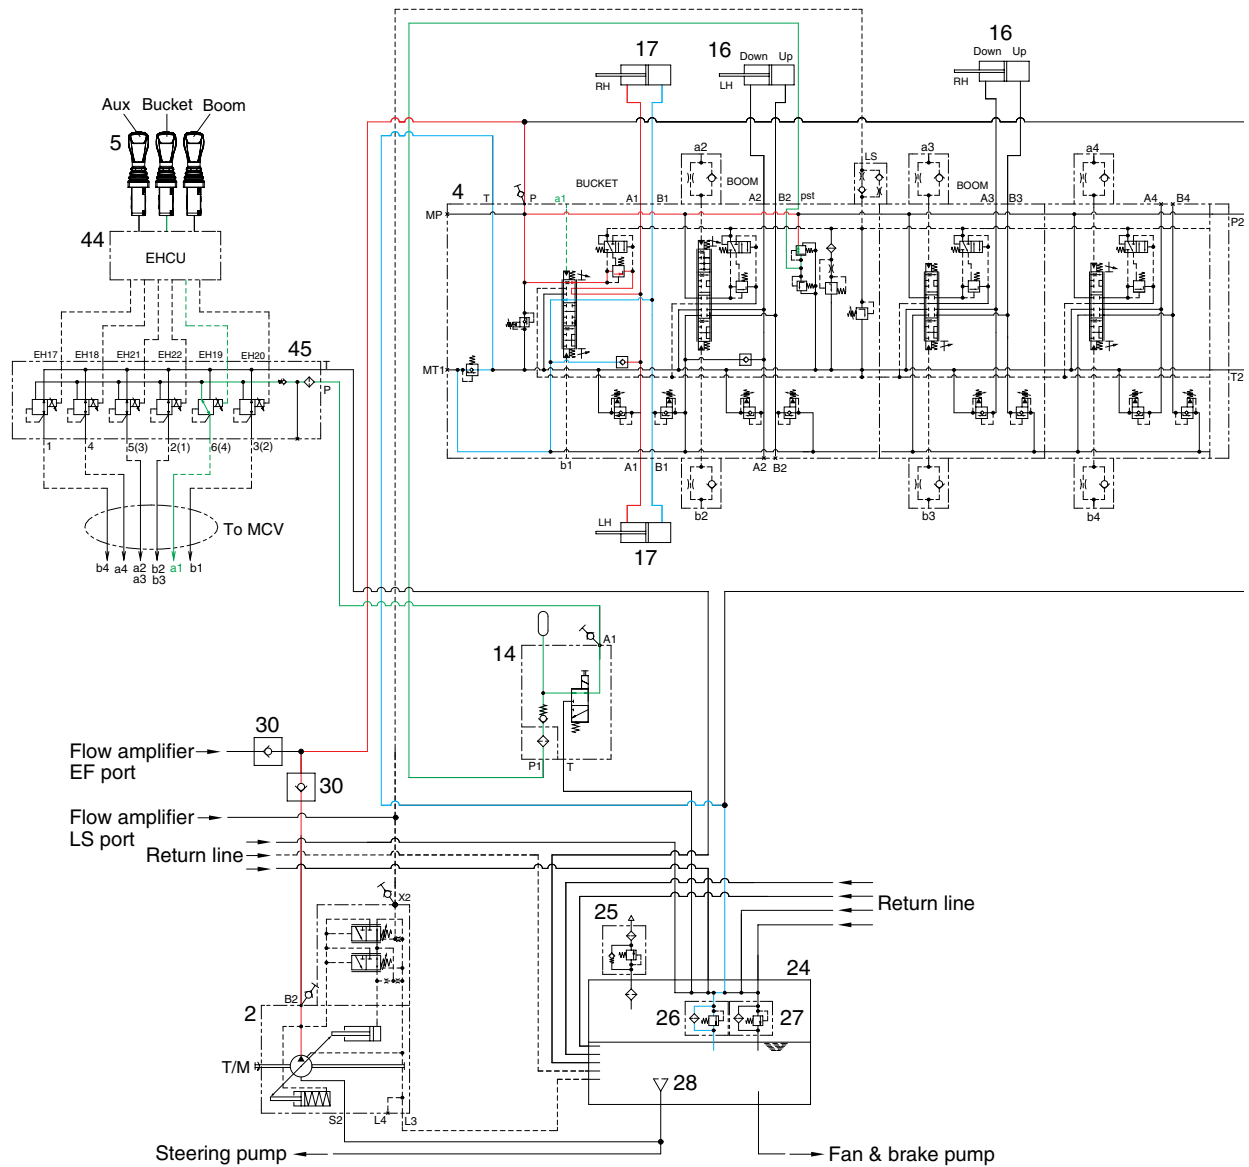 17
16
16
Down Up
Down Up
RH
LH
RH
Aux Bucket Boom
5
44
EHCU
4
a2
LS
a3
a4
BUCKET
BOOM
BOOM
T
P
a1
A1
B1
A2
B2
pst
A3
B3
A4
B4
MP
P2
MT1
T2
EH17
EH18
EH21
EH22
EH19
EH20
45
T
P
1
4
5(3)
2(1)
6(4)
3(2)
b1
A1
B1
A2
B2
b2
b3
b4
LH
17
To MCV
b4
a4
a2
a3
b2
b3
a1
b1
14
A1
P1
T
30
Flow amplifier
EF port
30
Flow amplifier
LS port
Return line
X2
25
Return line
24
B2
2
26
27
T/M
28
S2
L4
L3
Steering pump
Fan & brake pump